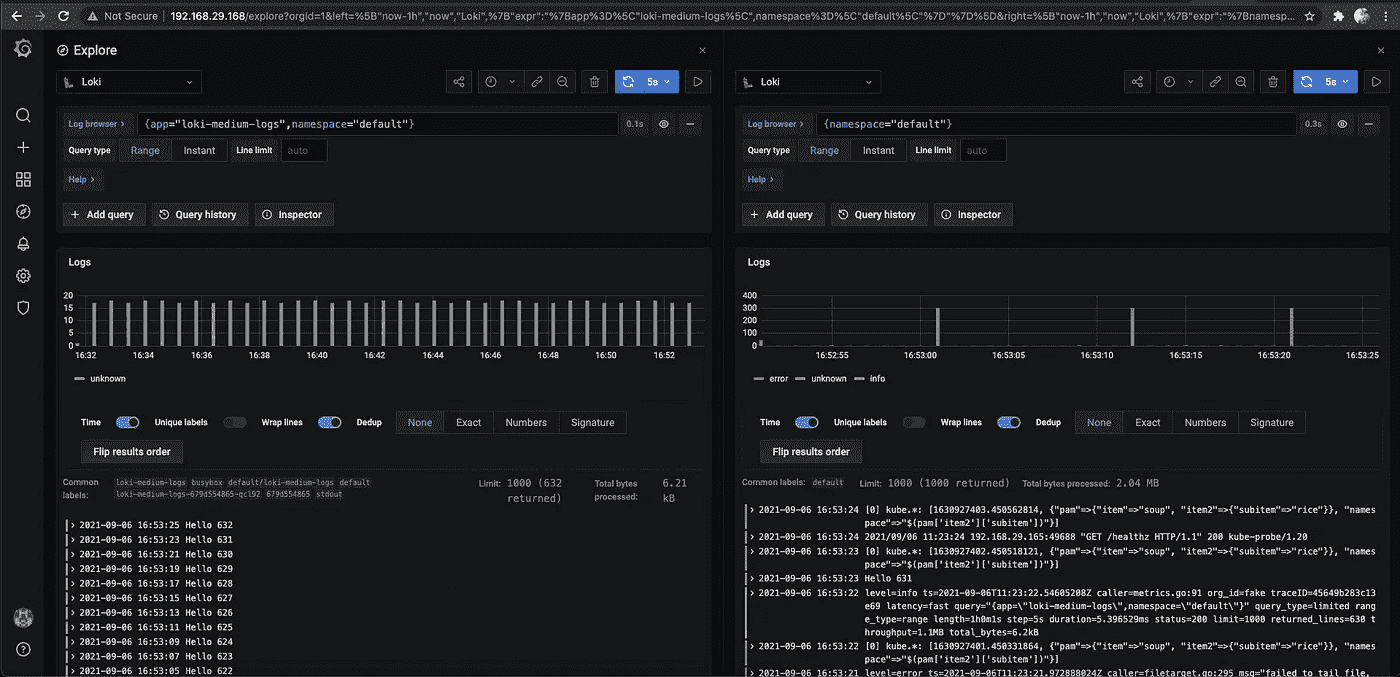 Not Secure 192.168.29.168/explore?orgId=1&left=%5B"now-1h","now","Loki",%7B"expr":"%7Bapp%3D%5C"loki-medium-logs%5C",namespace%3D%5C"default%5C"%7D"%7D%5D&right=%5B"now-1h","now","Loki",%7B"expr":"%7Bnamesp...
Explore
Loki
5s
Log browser >
{app="loki-medium-logs",namespace="default"}
0.1s
Query type Range Instant Line limit auto
Help >
+ Add query Query history Inspector
Logs
20
15
10
5
0
16:32 16:34 16:36 16:38 16:40 16:42 16:44 16:46 16:48 16:50 16:52
unknown
Time Unique labels Wrap lines Dedup None Exact Numbers Signature
Flip results order
Common labels: loki-medium-logs busybox default/loki-medium-logs default
loki-medium-logs-679d554865-qcl92 679d554865 stdout
Limit: 1000 (632 returned)
Total bytes processed: 6.21 kB
> 2021-09-06 16:53:25 Hello 632
> 2021-09-06 16:53:23 Hello 631
> 2021-09-06 16:53:21 Hello 630
> 2021-09-06 16:53:19 Hello 629
> 2021-09-06 16:53:17 Hello 628
> 2021-09-06 16:53:15 Hello 627
> 2021-09-06 16:53:13 Hello 626
> 2021-09-06 16:53:11 Hello 625
> 2021-09-06 16:53:09 Hello 624
> 2021-09-06 16:53:07 Hello 623
> 2021-09-06 16:53:05 Hello 622
Loki
5s
Log browser >
{namespace="default"}
0.3s
Query type Range Instant Line limit auto
Help >
+ Add query Query history Inspector
Logs
400
300
200
100
0
16:52:55 16:53:00 16:53:05 16:53:10 16:53:15 16:53:20 16:53:25
error unknown info
Time Unique labels Wrap lines Dedup None Exact Numbers Signature
Flip results order
Common labels: default Limit: 1000 (1000 returned) Total bytes processed: 2.04 MB
> 2021-09-06 16:53:24 [0] kube.*: [1630927403.450562814, {"pam"=>{"item"=>"soup", "item2"=>{"subitem"=>"rice"}}, "names
pace"=>"$(pam['item2']['subitem'])"}]
> 2021-09-06 16:53:24 2021/09/06 11:23:24 192.168.29.165:49688 "GET /healthz HTTP/1.1" 200 kube-probe/1.20
> 2021-09-06 16:53:23 [0] kube.*: [1630927402.450518121, {"pam"=>{"item"=>"soup", "item2"=>{"subitem"=>"rice"}}, "names
pace"=>"$(pam['item2']['subitem'])"}]
> 2021-09-06 16:53:23 Hello 631
> 2021-09-06 16:53:22 level=info ts=2021-09-06T11:23:22.54605208Z caller=metrics.go:91 org_id=fake traceID=45649b283c13
e69 latency=fast query="{app=\"loki-medium-logs\",namespace=\"default\"}" query_type=limited rang
e_type=range length=1h0m1s step=5s duration=5.396529ms status=200 limit=1000 returned_lines=630 t
hroughput=1.1MB total_bytes=6.2kB
> 2021-09-06 16:53:22 [0] kube.*: [1630927401.450331864, {"pam"=>{"item"=>"soup", "item2"=>{"subitem"=>"rice"}}, "names
pace"=>"$(pam['item2']['subitem'])"}]
> 2021-09-06 16:53:21 level=error ts=2021-09-06T11:23:21.972888024Z caller=filetarget.go:295 msg="failed to tail file,